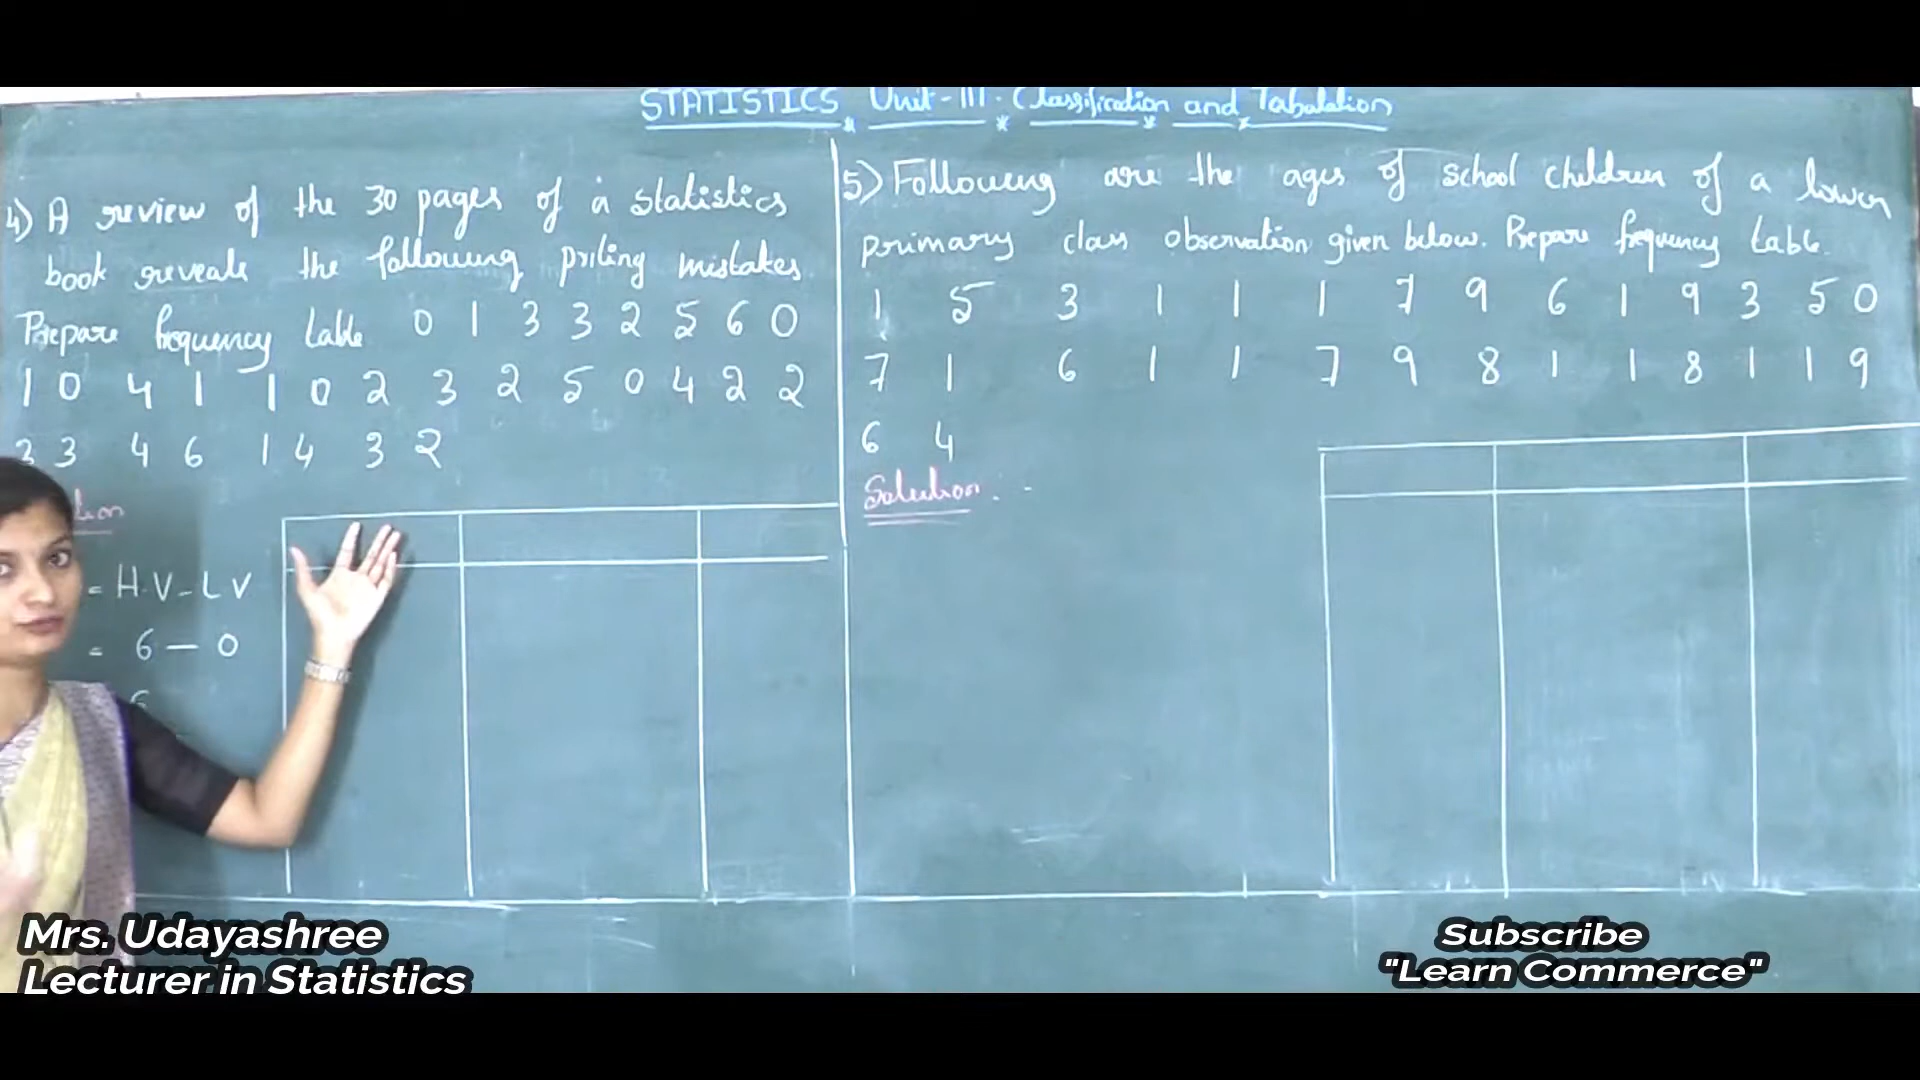 STATISTICS Unit-III. Classification and Tabulation
4) A review of the 30 pages of a statistics
book reveals the following priting mistakes
Prepare frequency table 0 1 3 3 2 5 6 0
1 0 4 1 1 0 2 3 2 5 0 4 2 2
3 4 6 1 4 3 2
= H.V - L V
= 6 — 0
6
5) Following are the ages of school children of a lower
primary class observation given below. Prepare frequency table.
1 5 3 1 1 1 7 9 6 1 9 3 5 0
7 1 6 1 1 7 9 8 1 1 8 1 1 9
6 4
Solution :-
Mrs. Udayashree
Lecturer in Statistics
Subscribe
"Learn Commerce"